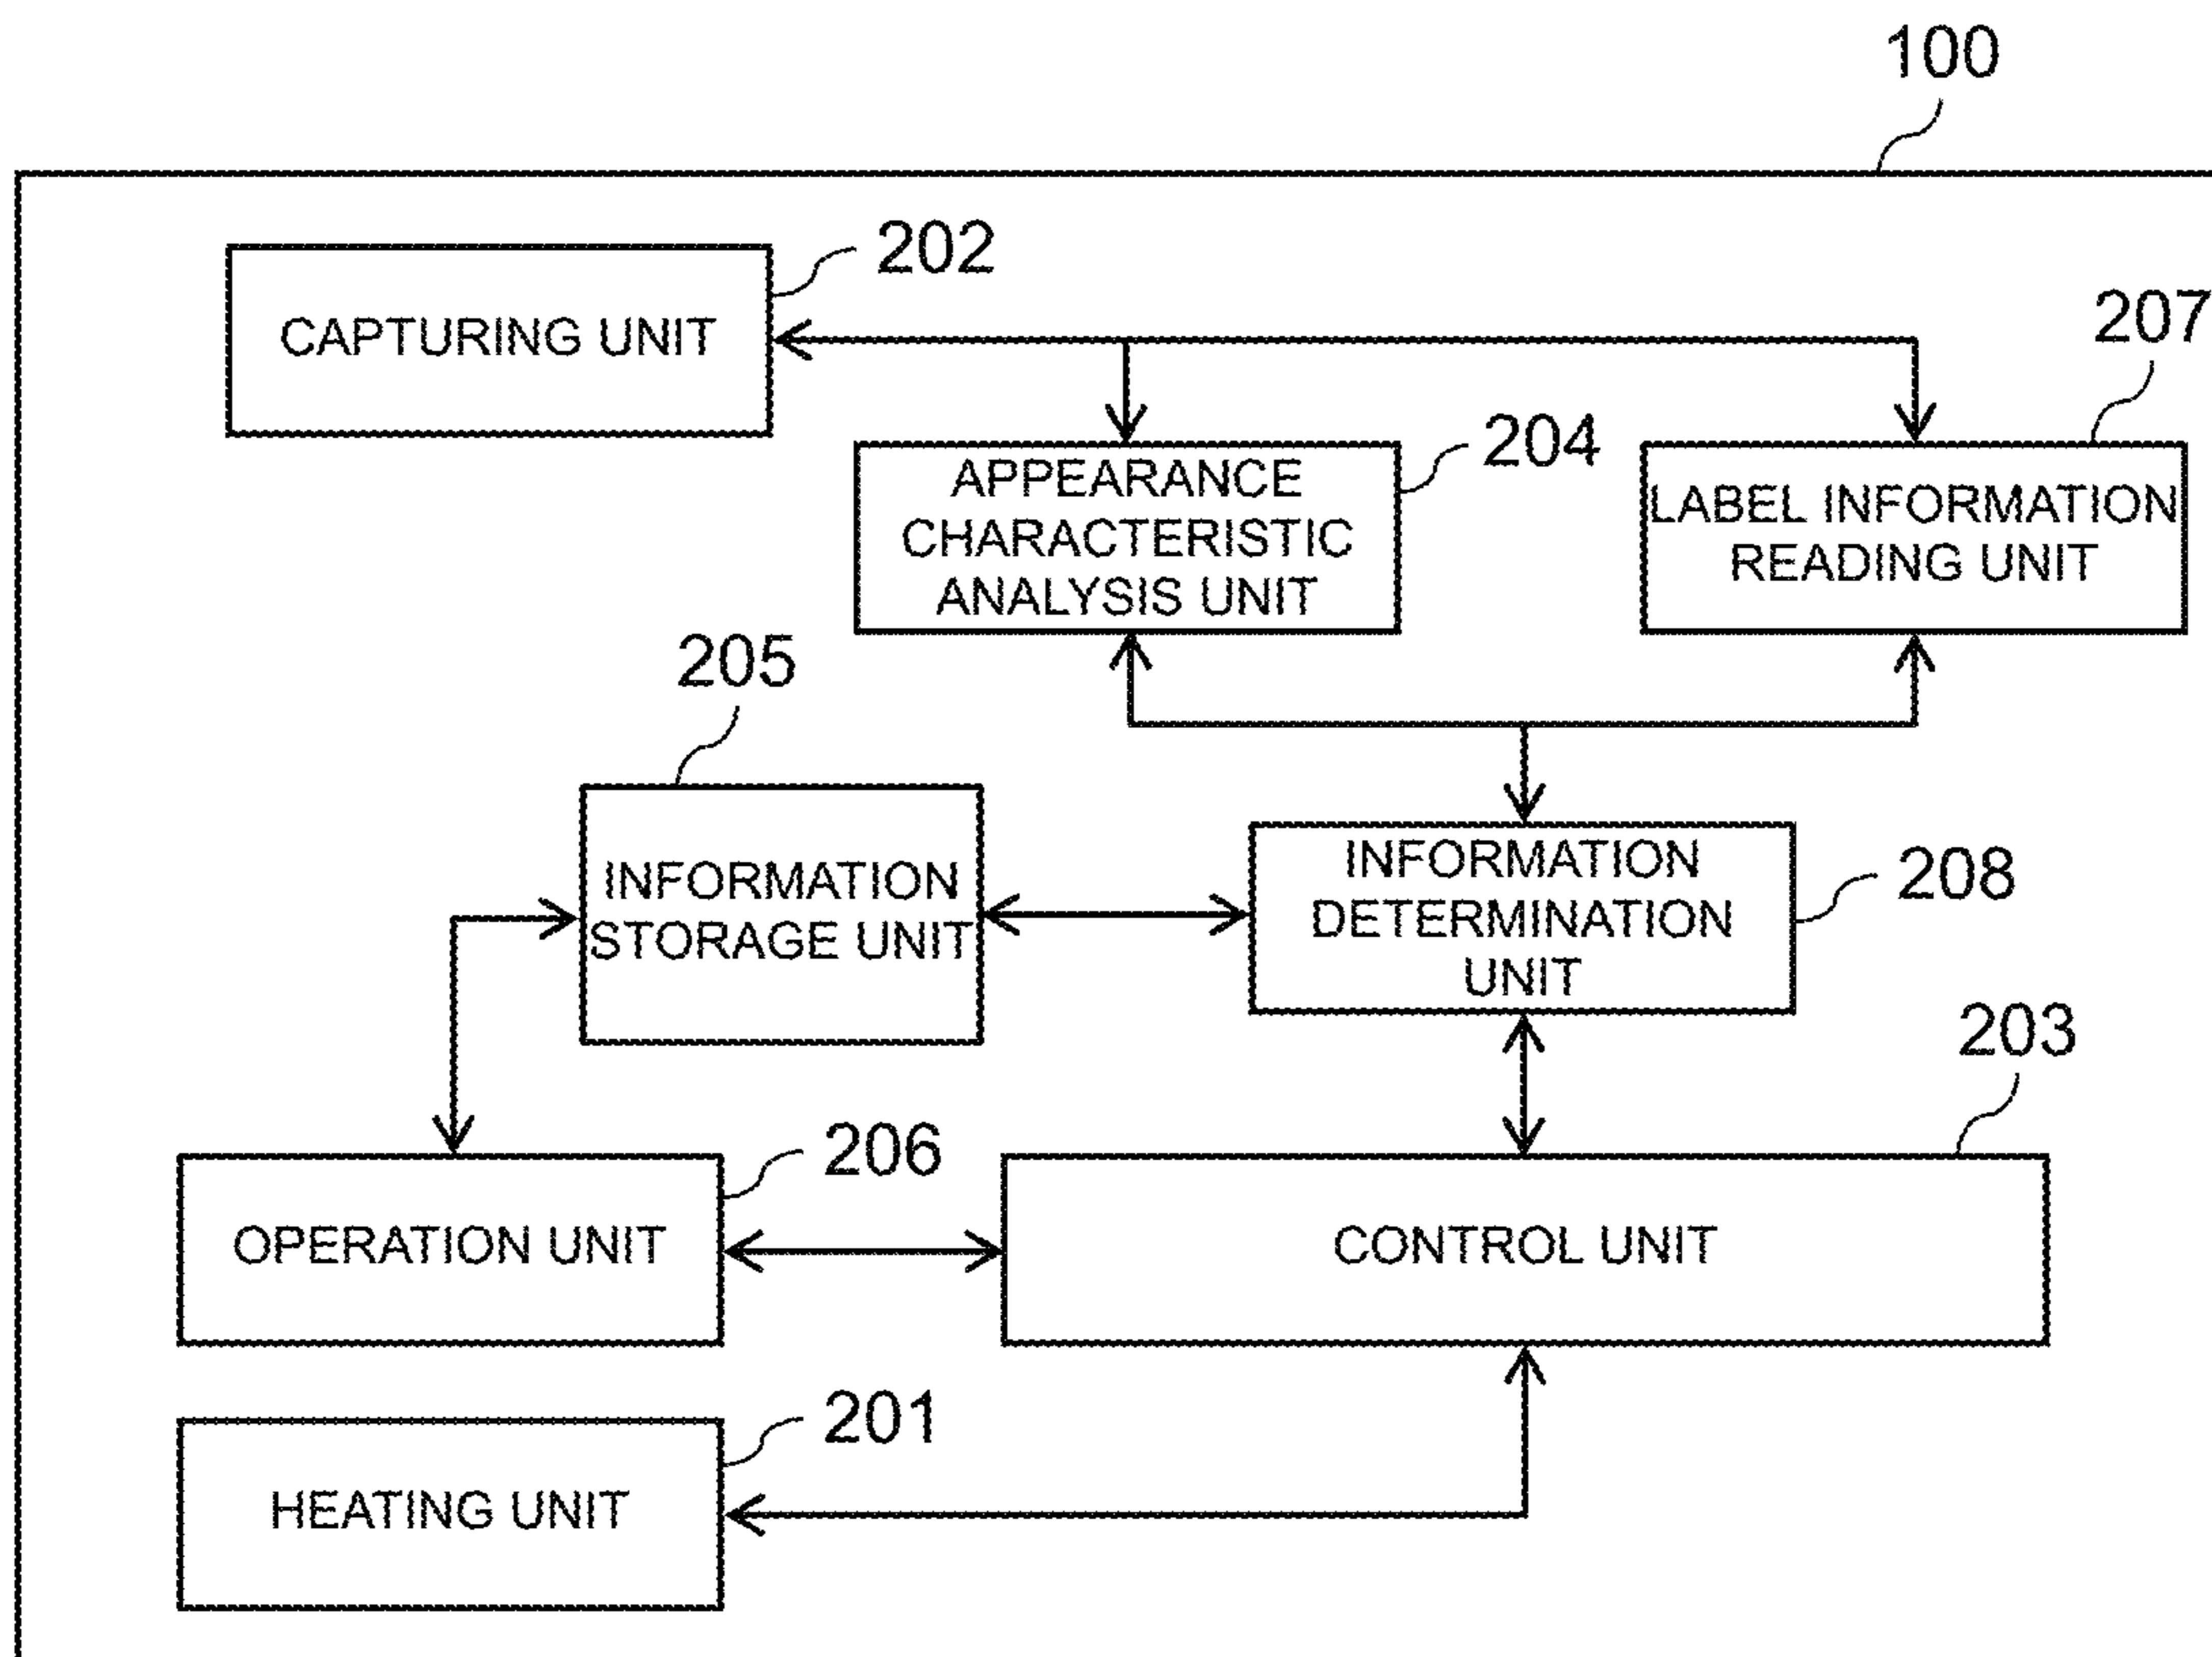 100
202
CAPTURING UNIT
207
204
APPEARANCE
CHARACTERISTIC
ANALYSIS UNIT
LABEL INFORMATION
READING UNIT
205
INFORMATION
STORAGE UNIT
INFORMATION
DETERMINATION
UNIT
208
203
206
OPERATION UNIT
CONTROL UNIT
201
HEATING UNIT